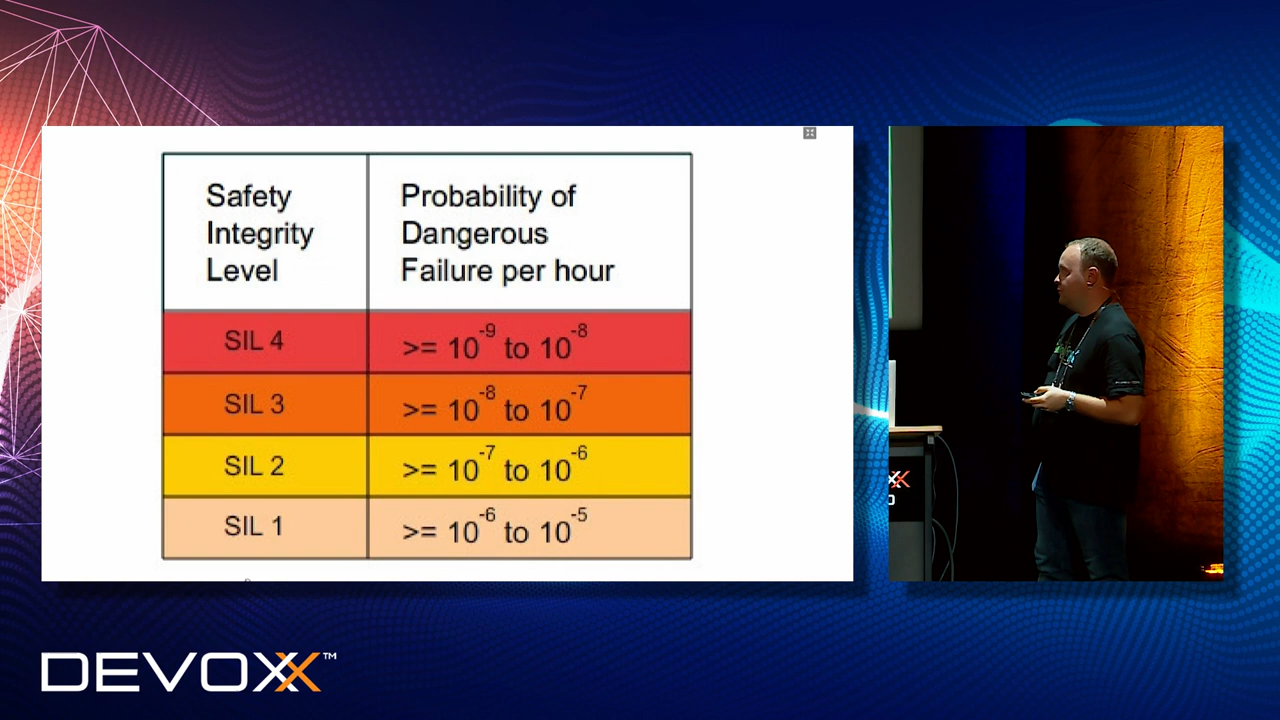 Safety
Integrity
Level
Probability of
Dangerous
Failure per hour
SIL 4
>= 10^-9 to 10^-8
SIL 3
>= 10^-8 to 10^-7
SIL 2
>= 10^-7 to 10^-6
SIL 1
>= 10^-6 to 10^-5
DEVOXX™